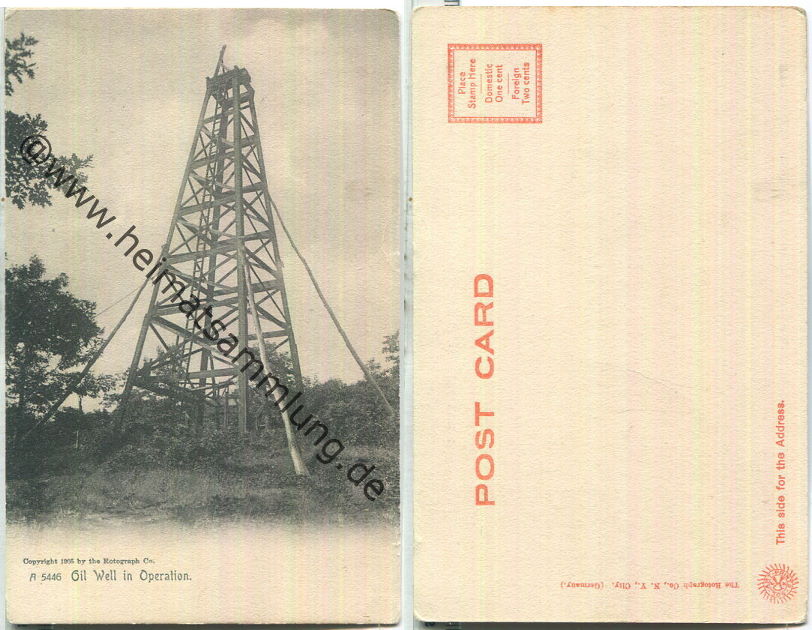 @www.heimatsammlung.de
Copyright 1905 by the Rotograph Co.
A 5446 Oil Well in Operation.
Place
Stamp Here
Domestic
One cent
Foreign
Two cents
POST CARD
This side for the Address.
The Rotograph Co., N. Y. City. (Germany.)